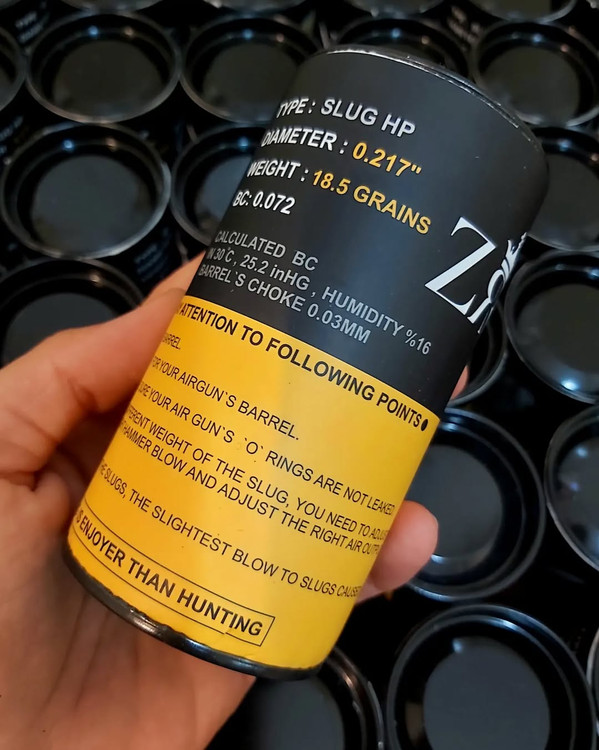 TYPE : SLUG HP
DIAMETER : 0.217"
WEIGHT : 18.5 GRAINS
BC: 0.072
CALCULATED BC
IN 30°C, 25.2 inHG , HUMIDITY %16
BARREL`S CHOKE 0.03MM
ATTENTION TO FOLLOWING POINTS
BARREL.
FOR YOUR AIRGUN`S BARREL.
YOUR AIR GUN`S `O` RINGS ARE NOT LEAKED
WEIGHT OF THE SLUG, YOU NEED TO
HAMMER BLOW AND ADJUST THE RIGHT AIR
SLUGS, THE SLIGHTEST BLOW TO SLUGS
ENJOYER THAN HUNTING